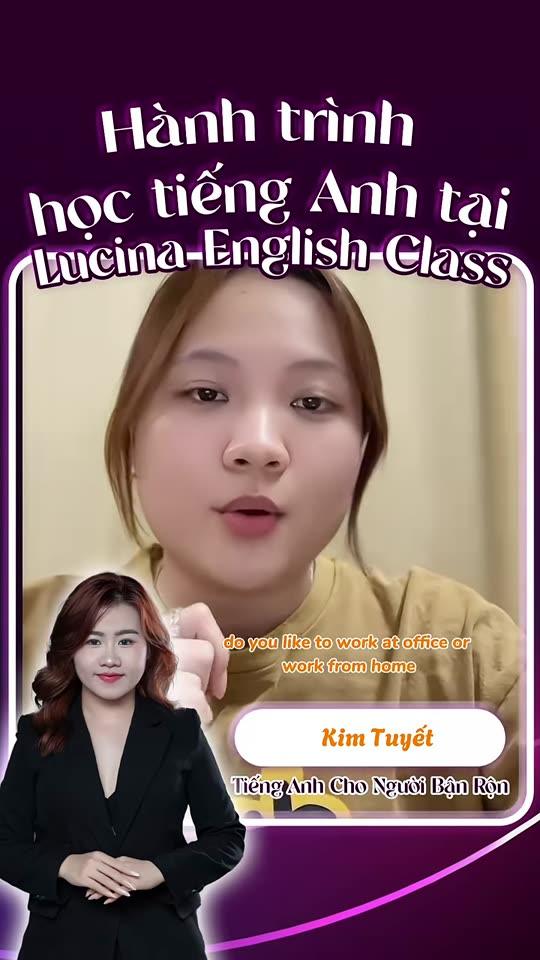 Hành trình
học tiếng Anh tại
Lucina English Class
do you like to work at office or
work from home
Kim Tuyết
Tiếng Anh Cho Người Bận Rộn